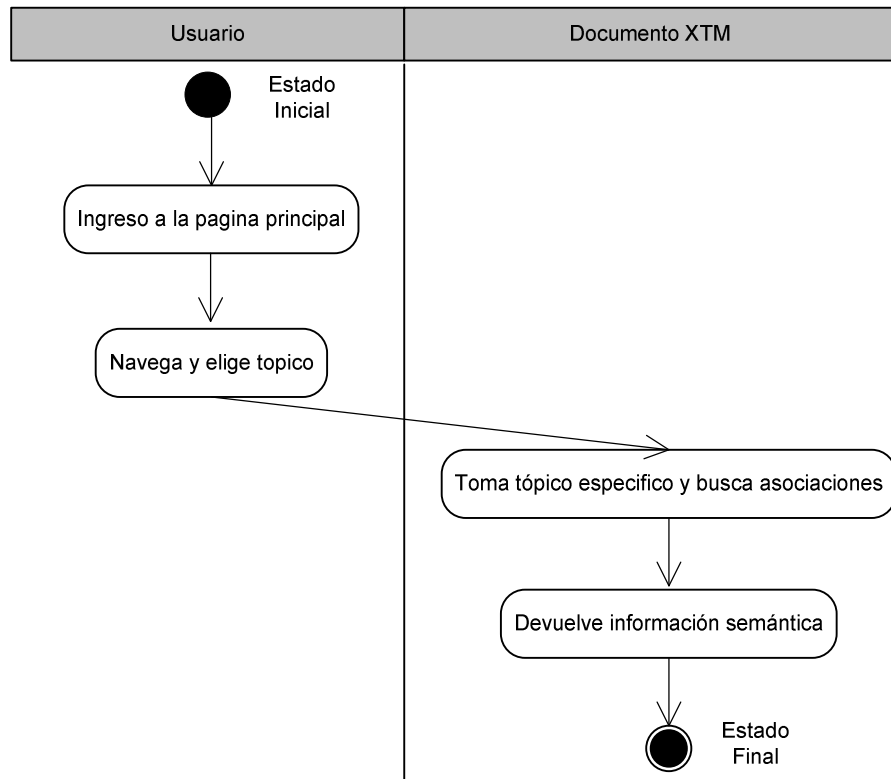 Usuario
Documento XTM
Estado
Inicial
Ingreso a la pagina principal
Navega y elige topico
Toma tópico especifico y busca asociaciones
Devuelve información semántica
Estado
Final